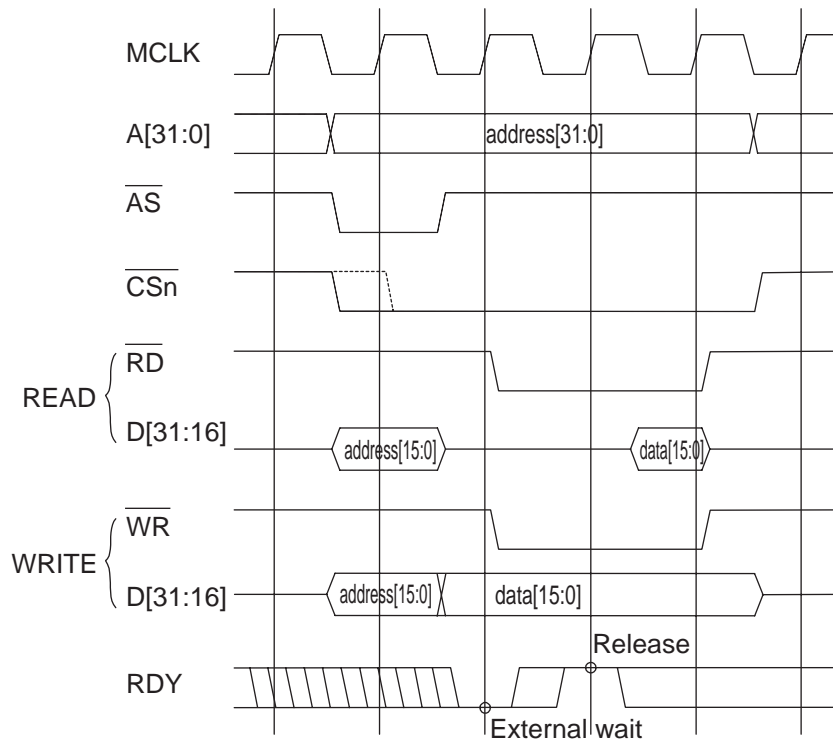 MCLK
A[31:0]
address[31:0]
AS
CSn
RD
READ
D[31:16]
address[15:0]
data[15:0]
WR
WRITE
D[31:16]
address[15:0]
data[15:0]
Release
RDY
External wait